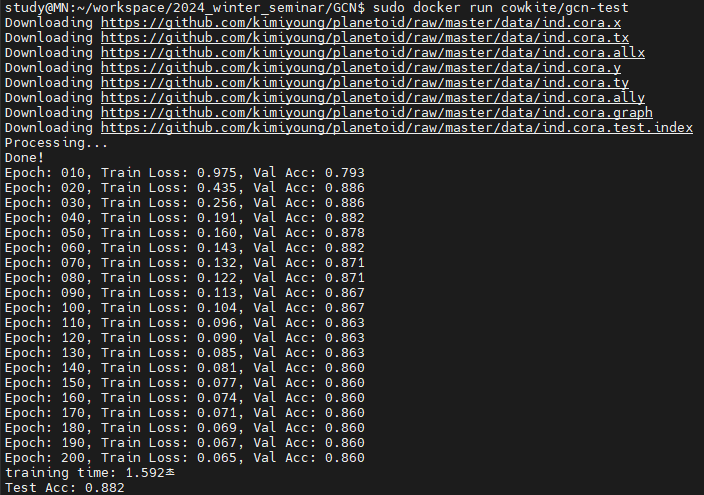 study@MN:~/workspace/2024_winter_seminar/GCN$ sudo docker run cowkite/gcn-test
Downloading https://github.com/kimiyoung/planetoid/raw/master/data/ind.cora.x
Downloading https://github.com/kimiyoung/planetoid/raw/master/data/ind.cora.tx
Downloading https://github.com/kimiyoung/planetoid/raw/master/data/ind.cora.allx
Downloading https://github.com/kimiyoung/planetoid/raw/master/data/ind.cora.y
Downloading https://github.com/kimiyoung/planetoid/raw/master/data/ind.cora.ty
Downloading https://github.com/kimiyoung/planetoid/raw/master/data/ind.cora.ally
Downloading https://github.com/kimiyoung/planetoid/raw/master/data/ind.cora.graph
Downloading https://github.com/kimiyoung/planetoid/raw/master/data/ind.cora.test.index
Processing...
Done!
Epoch: 010, Train Loss: 0.975, Val Acc: 0.793
Epoch: 020, Train Loss: 0.435, Val Acc: 0.886
Epoch: 030, Train Loss: 0.256, Val Acc: 0.886
Epoch: 040, Train Loss: 0.191, Val Acc: 0.882
Epoch: 050, Train Loss: 0.160, Val Acc: 0.878
Epoch: 060, Train Loss: 0.143, Val Acc: 0.882
Epoch: 070, Train Loss: 0.132, Val Acc: 0.871
Epoch: 080, Train Loss: 0.122, Val Acc: 0.871
Epoch: 090, Train Loss: 0.113, Val Acc: 0.867
Epoch: 100, Train Loss: 0.104, Val Acc: 0.867
Epoch: 110, Train Loss: 0.096, Val Acc: 0.863
Epoch: 120, Train Loss: 0.090, Val Acc: 0.863
Epoch: 130, Train Loss: 0.085, Val Acc: 0.863
Epoch: 140, Train Loss: 0.081, Val Acc: 0.860
Epoch: 150, Train Loss: 0.077, Val Acc: 0.860
Epoch: 160, Train Loss: 0.074, Val Acc: 0.860
Epoch: 170, Train Loss: 0.071, Val Acc: 0.860
Epoch: 180, Train Loss: 0.069, Val Acc: 0.860
Epoch: 190, Train Loss: 0.067, Val Acc: 0.860
Epoch: 200, Train Loss: 0.065, Val Acc: 0.860
training time: 1.592초
Test Acc: 0.882